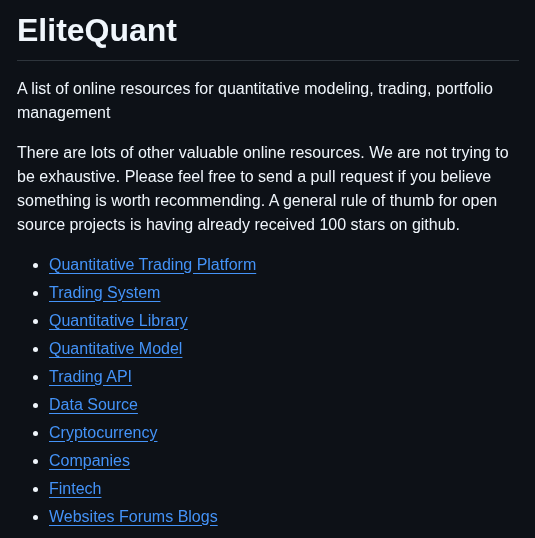 EliteQuant
A list of online resources for quantitative modeling, trading, portfolio
management
There are lots of other valuable online resources. We are not trying to
be exhaustive. Please feel free to send a pull request if you believe
something is worth recommending. A general rule of thumb for open
source projects is having already received 100 stars on github.
Quantitative Trading Platform
Trading System
Quantitative Library
Quantitative Model
Trading API
Data Source
Cryptocurrency
Companies
Fintech
Websites Forums Blogs